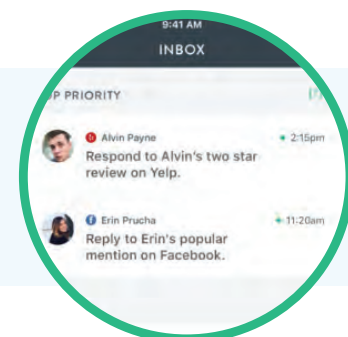 9:41 AM
INBOX
P PRIORITY
Alvin Payne
2:15pm
Respond to Alvin's two star
review on Yelp.
Erin Prucha
11:20am
Reply to Erin's popular
mention on Facebook.